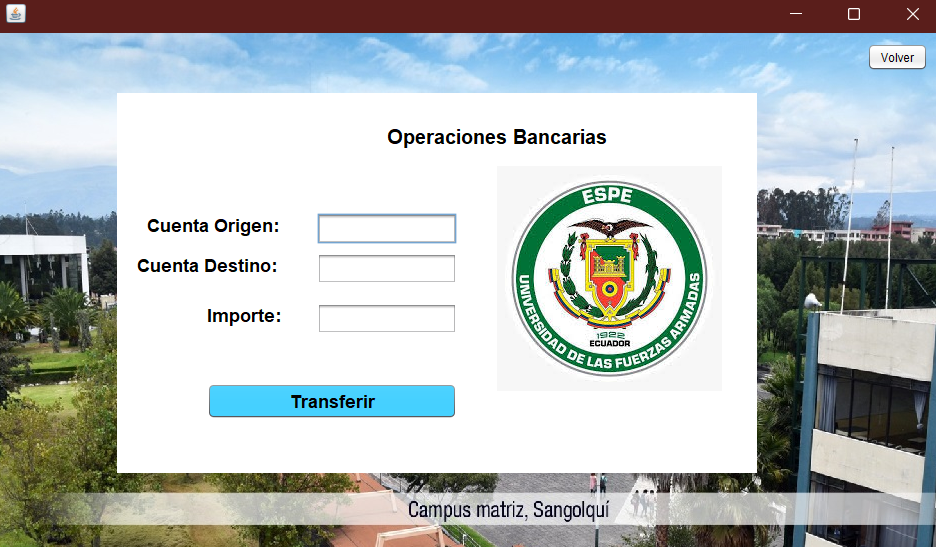 Volver
Operaciones Bancarias
Cuenta Origen:
Cuenta Destino:
Importe:
Transferir
ESPE
UNIVERSIDAD DE LAS FUERZAS ARMADAS
1922
ECUADOR
Campus matriz, Sangolquí